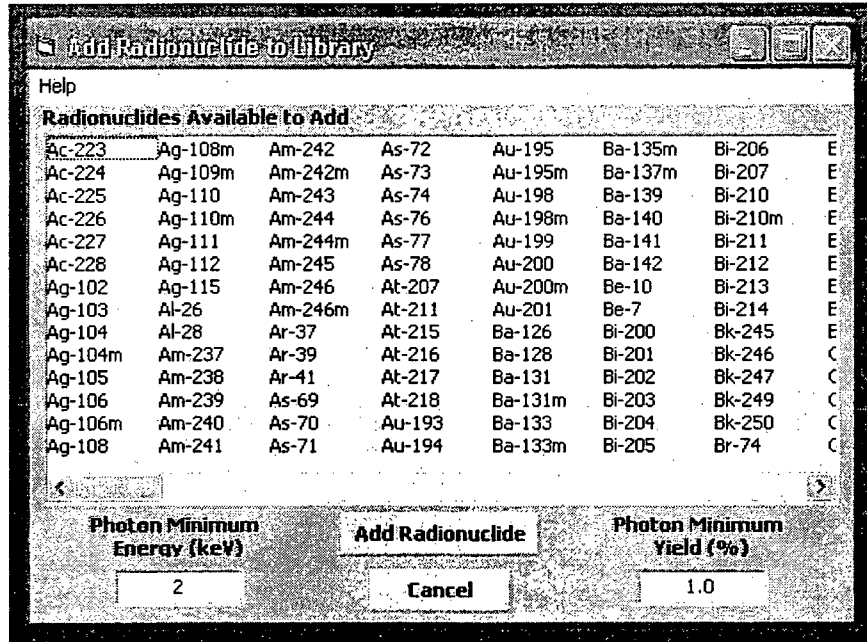 Add Radionuclide to Library
Help
Radionuclides Available to Add
Ac-223 Ag-108m Am-242 As-72 Au-195 Ba-135m Bi-206 E
Ac-224 Ag-109m Am-242m As-73 Au-195m Ba-137m Bi-207 E
Ac-225 Ag-110 Am-243 As-74 Au-198 Ba-139 Bi-210 E
Ac-226 Ag-110m Am-244 As-76 Au-198m Ba-140 Bi-210m E
Ac-227 Ag-111 Am-244m As-77 Au-199 Ba-141 Bi-211 E
Ac-228 Ag-112 Am-245 As-78 Au-200 Ba-142 Bi-212 E
Ag-102 Ag-115 Am-246 At-207 Au-200m Be-10 Bi-213 E
Ag-103 Al-26 Am-246m At-211 Au-201 Be-7 Bi-214 E
Ag-104 Al-28 Ar-37 At-215 Ba-126 Bi-200 Bk-245 E
Ag-104m Am-237 Ar-39 At-216 Ba-128 Bi-201 Bk-246 C
Ag-105 Am-238 Ar-41 At-217 Ba-131 Bi-202 Bk-247 C
Ag-106 Am-239 As-69 At-218 Ba-131m Bi-203 Bk-249 C
Ag-106m Am-240 As-70 Au-193 Ba-133 Bi-204 Bk-250 C
Ag-108 Am-241 As-71 Au-194 Ba-133m Bi-205 Br-74 C
Photon Minimum
Energy (keV)
2
Add Radionuclide
Cancel
Photon Minimum
Yield (%)
1.0